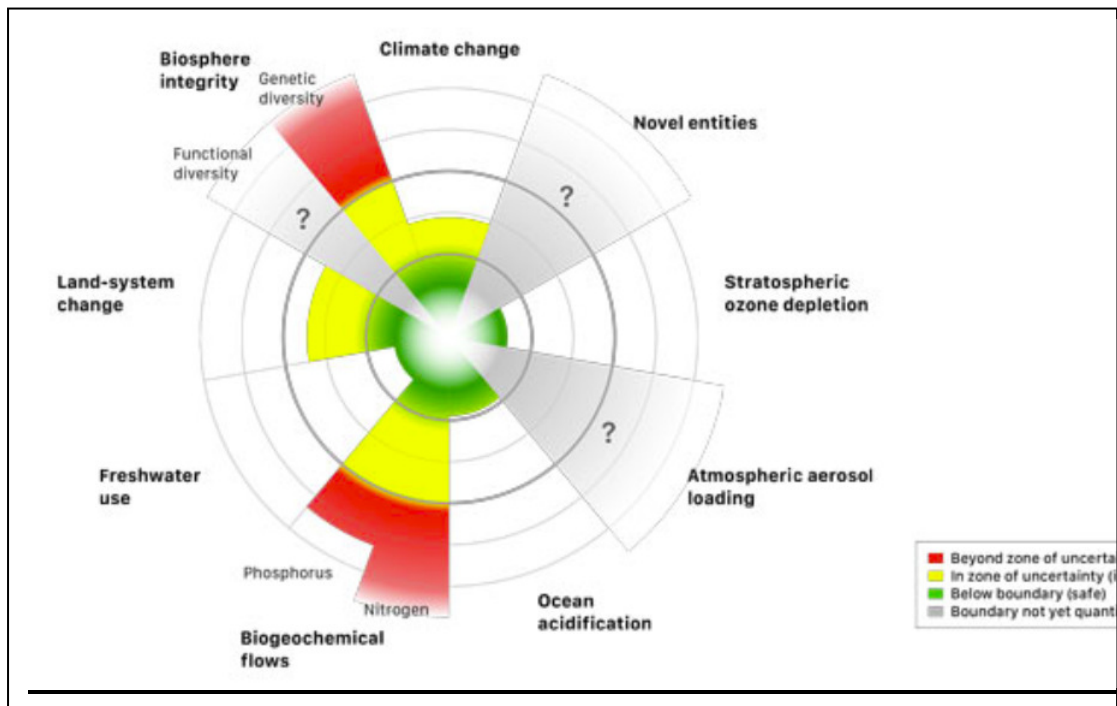 Climate change
Biosphere
integrity
Genetic
diversity
Novel entities
Functional
diversity
?
?
Land-system
change
Stratospheric
ozone depletion
?
Freshwater
use
Atmospheric aerosol
loading
Phosphorus
Nitrogen
Biogeochemical
flows
Ocean
acidification
Beyond zone of
In zone of uncertainty
Below boundary (safe)
Boundary not yet